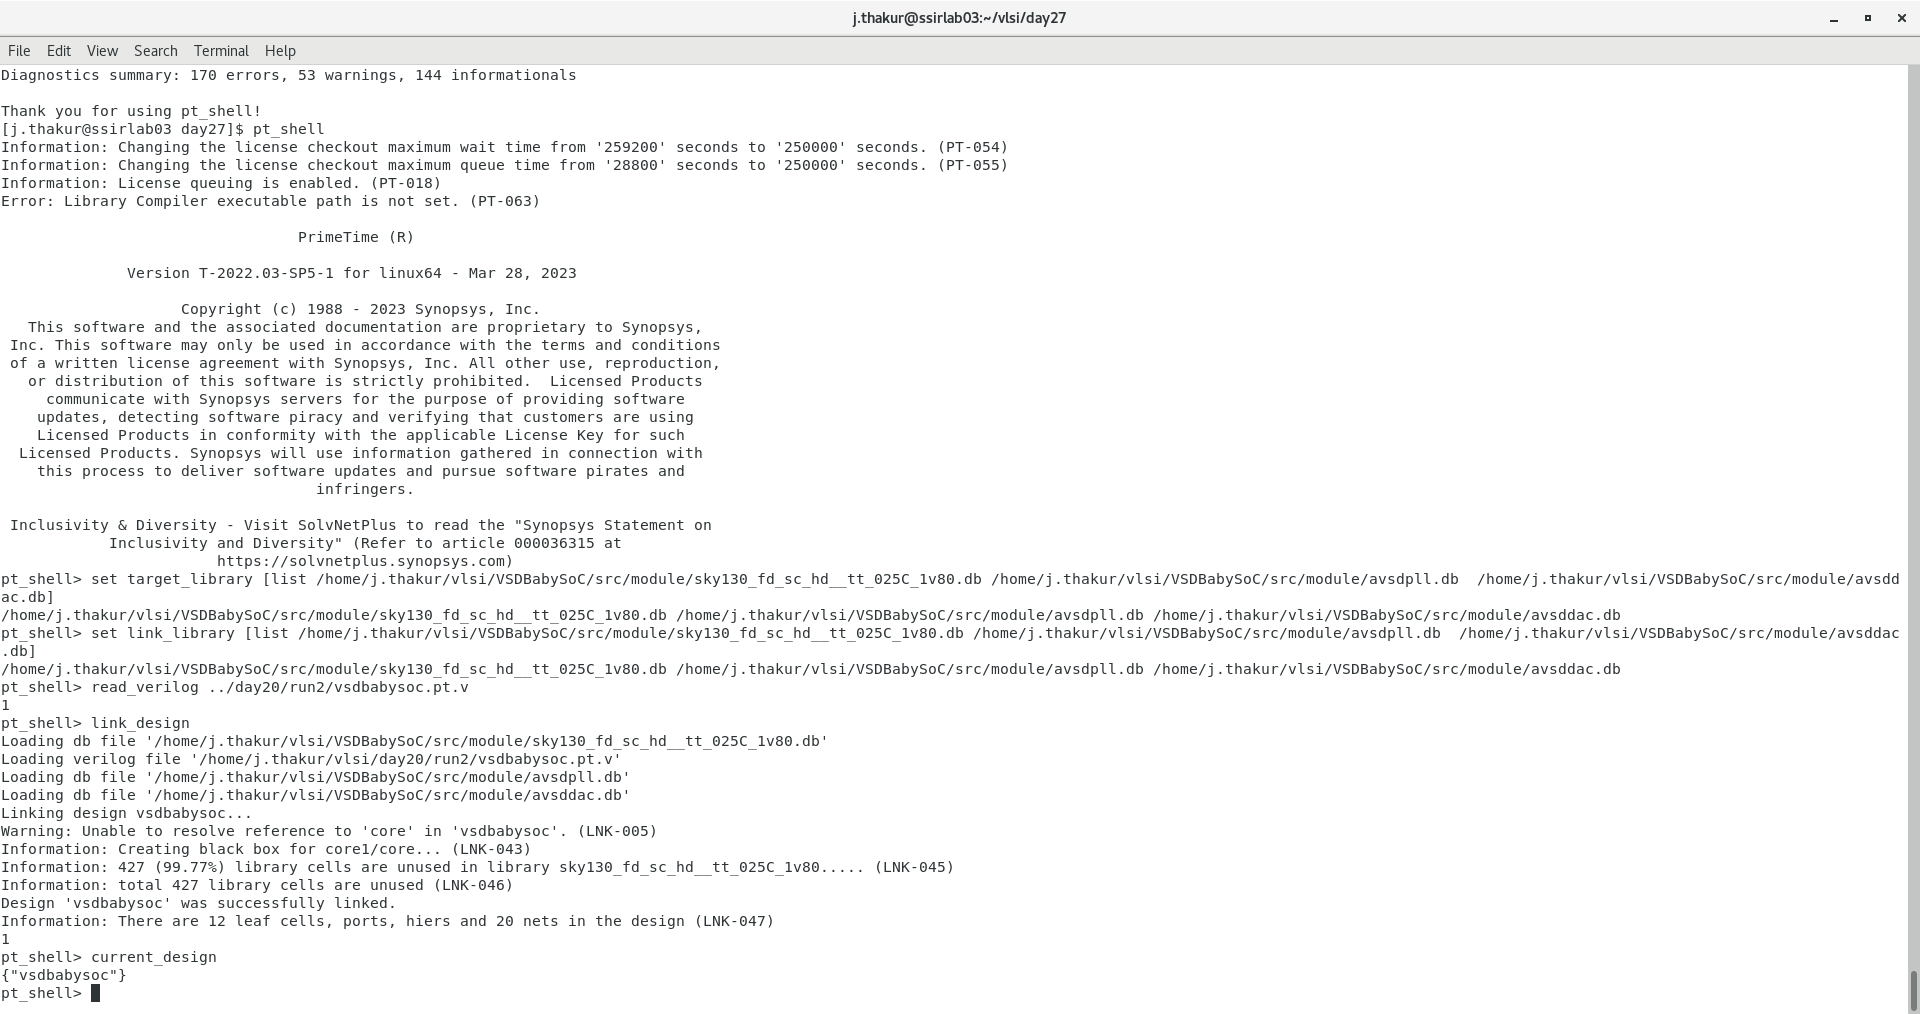 j.thakur@ssirlab03:~/vlsi/day27
File Edit View Search Terminal Help
Diagnostics summary: 170 errors, 53 warnings, 144 informationals
Thank you for using pt_shell!
[j.thakur@ssirlab03 day27]$ pt_shell
Information: Changing the license checkout maximum wait time from '259200' seconds to '250000' seconds. (PT-054)
Information: Changing the license checkout maximum queue time from '28800' seconds to '250000' seconds. (PT-055)
Information: License queuing is enabled. (PT-018)
Error: Library Compiler executable path is not set. (PT-063)
PrimeTime (R)
Version T-2022.03-SP5-1 for linux64 - Mar 28, 2023
Copyright (c) 1988 - 2023 Synopsys, Inc.
This software and the associated documentation are proprietary to Synopsys,
Inc. This software may only be used in accordance with the terms and conditions
of a written license agreement with Synopsys, Inc. All other use, reproduction,
or distribution of this software is strictly prohibited.  Licensed Products
communicate with Synopsys servers for the purpose of providing software
updates, detecting software piracy and verifying that customers are using
Licensed Products in conformity with the applicable License Key for such
Licensed Products. Synopsys will use information gathered in connection with
this process to deliver software updates and pursue software pirates and
infringers.
Inclusivity & Diversity - Visit SolvNetPlus to read the "Synopsys Statement on
Inclusivity and Diversity" (Refer to article 000036315 at
https://solvnetplus.synopsys.com)
pt_shell> set target_library [list /home/j.thakur/vlsi/VSDBabySoC/src/module/sky130_fd_sc_hd__tt_025C_1v80.db /home/j.thakur/vlsi/VSDBabySoC/src/module/avsdpll.db  /home/j.thakur/vlsi/VSDBabySoC/src/module/avsdd
ac.db]
/home/j.thakur/vlsi/VSDBabySoC/src/module/sky130_fd_sc_hd__tt_025C_1v80.db /home/j.thakur/vlsi/VSDBabySoC/src/module/avsdpll.db /home/j.thakur/vlsi/VSDBabySoC/src/module/avsddac.db
pt_shell> set link_library [list /home/j.thakur/vlsi/VSDBabySoC/src/module/sky130_fd_sc_hd__tt_025C_1v80.db /home/j.thakur/vlsi/VSDBabySoC/src/module/avsdpll.db  /home/j.thakur/vlsi/VSDBabySoC/src/module/avsddac
.db]
/home/j.thakur/vlsi/VSDBabySoC/src/module/sky130_fd_sc_hd__tt_025C_1v80.db /home/j.thakur/vlsi/VSDBabySoC/src/module/avsdpll.db /home/j.thakur/vlsi/VSDBabySoC/src/module/avsddac.db
pt_shell> read_verilog ../day20/run2/vsdbabysoc.pt.v
1
pt_shell> link_design
Loading db file '/home/j.thakur/vlsi/VSDBabySoC/src/module/sky130_fd_sc_hd__tt_025C_1v80.db'
Loading verilog file '/home/j.thakur/vlsi/day20/run2/vsdbabysoc.pt.v'
Loading db file '/home/j.thakur/vlsi/VSDBabySoC/src/module/avsdpll.db'
Loading db file '/home/j.thakur/vlsi/VSDBabySoC/src/module/avsddac.db'
Linking design vsdbabysoc...
Warning: Unable to resolve reference to 'core' in 'vsdbabysoc'. (LNK-005)
Information: Creating black box for core1/core... (LNK-043)
Information: 427 (99.77%) library cells are unused in library sky130_fd_sc_hd__tt_025C_1v80..... (LNK-045)
Information: total 427 library cells are unused (LNK-046)
Design 'vsdbabysoc' was successfully linked.
Information: There are 12 leaf cells, ports, hiers and 20 nets in the design (LNK-047)
1
pt_shell> current_design
{"vsdbabysoc"}
pt_shell>